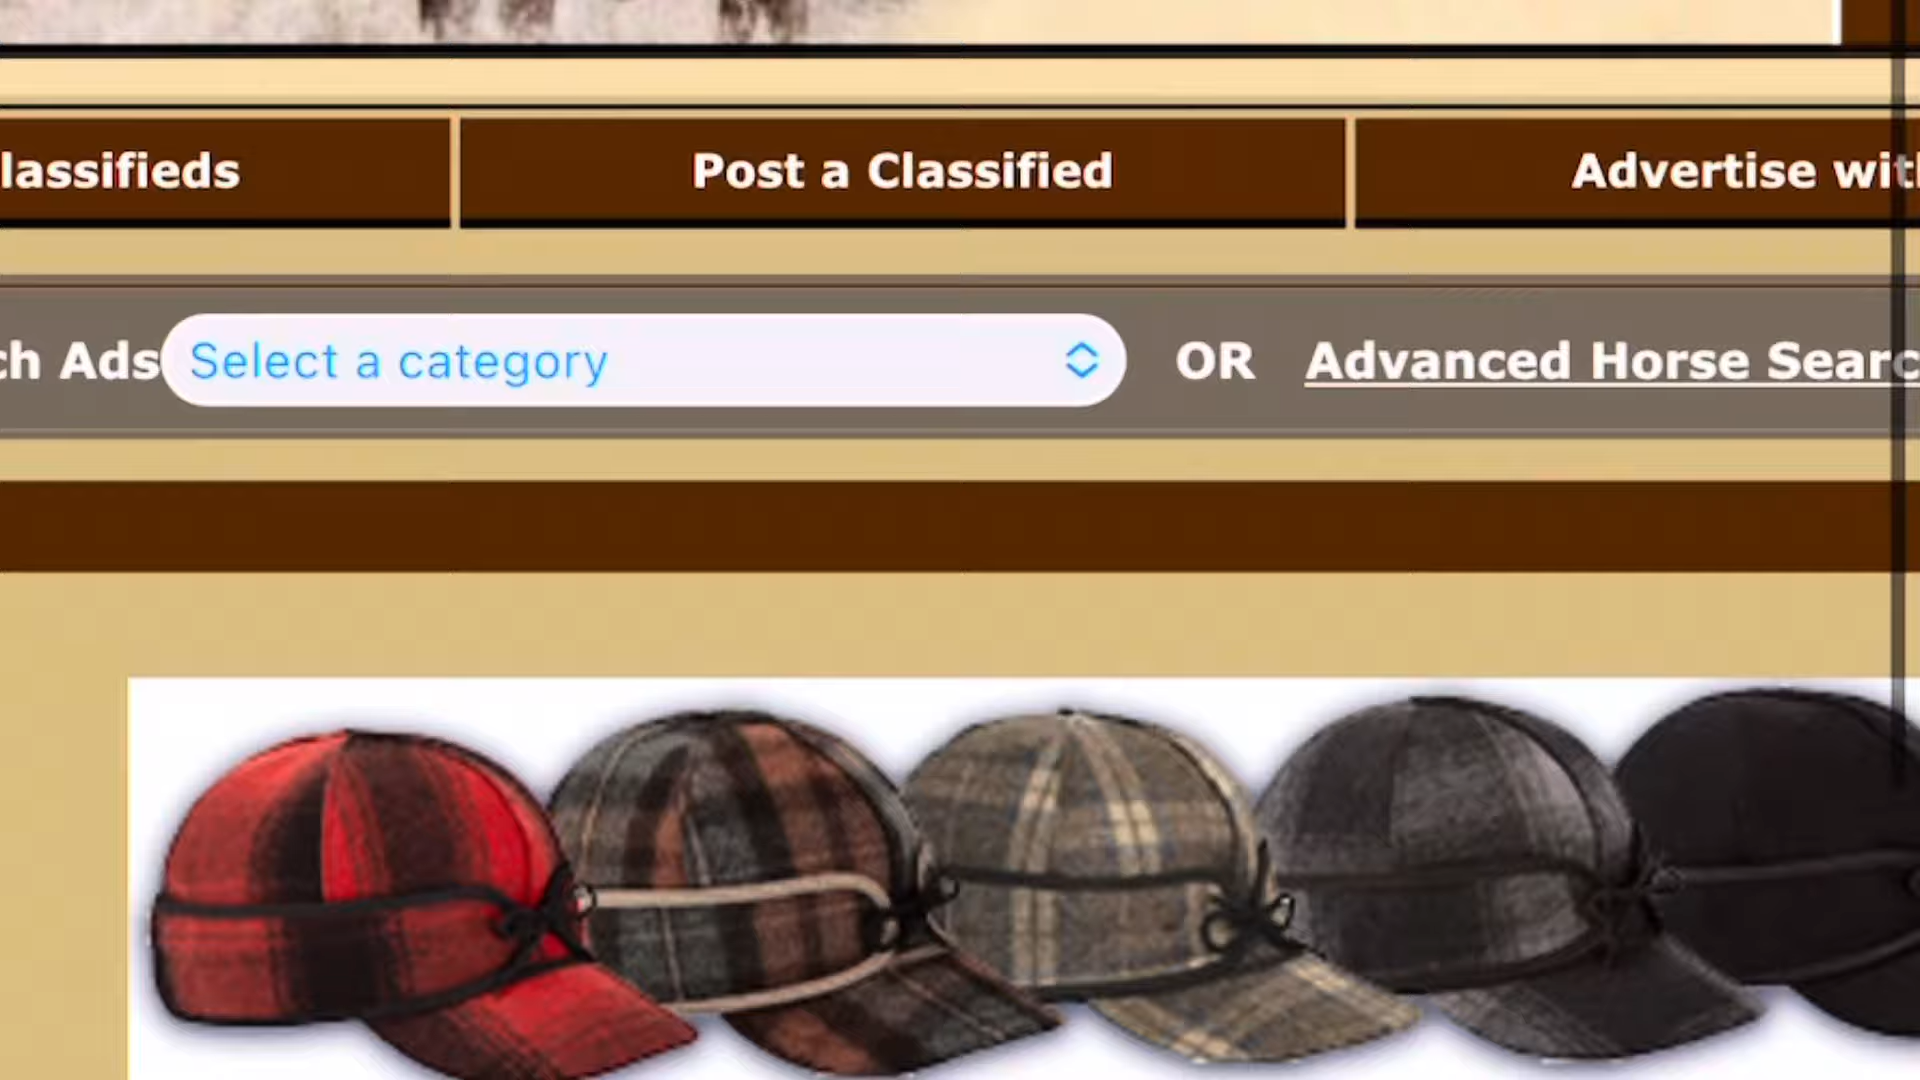 lassifieds Post a Classified Advertise wit
ch Ads Select a category OR Advanced Horse Searc